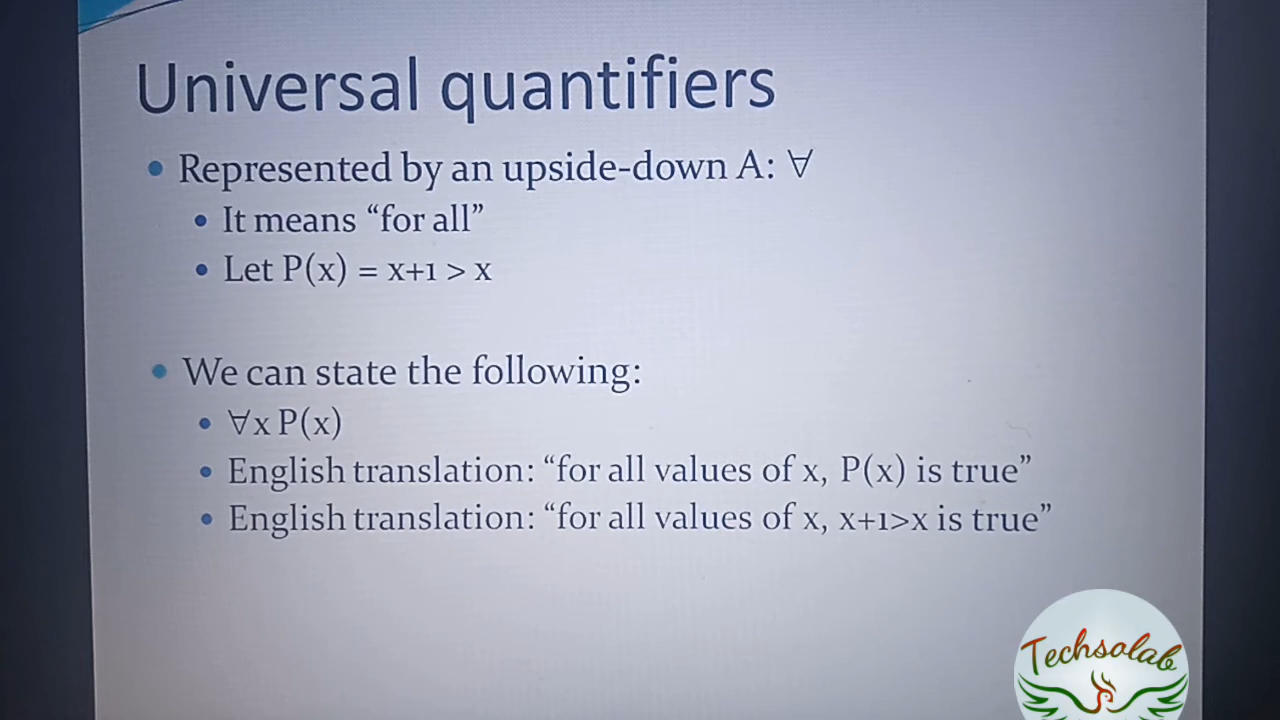 Universal quantifiers
• Represented by an upside-down A: ∀
• It means “for all”
• Let P(x) = x+1 > x
• We can state the following:
• ∀x P(x)
• English translation: “for all values of x, P(x) is true”
• English translation: “for all values of x, x+1>x is true”
Techsolab